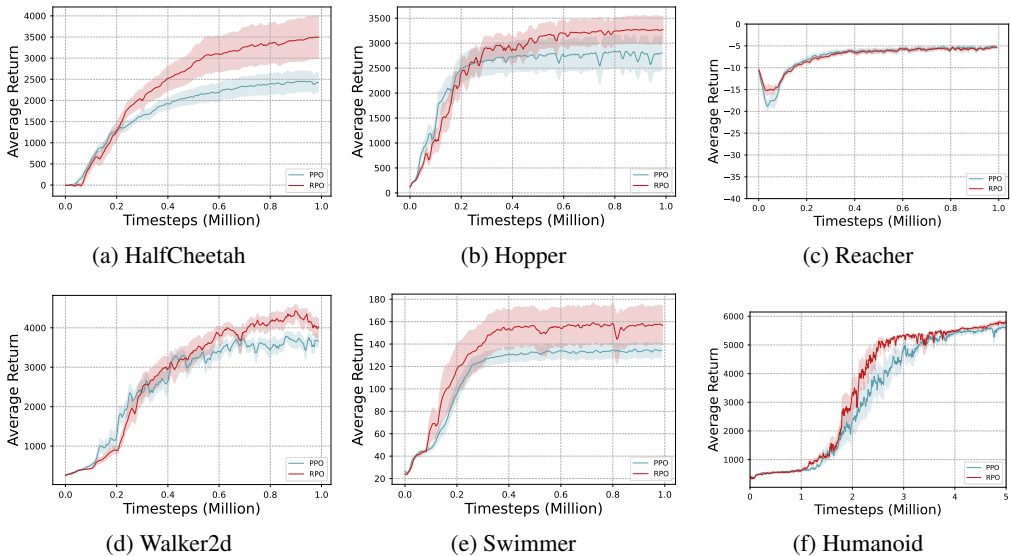 4000
3500
3000
2500
2000
1500
1000
500
0
Average Return
0.0 0.2 0.4 0.6 0.8 1.0
Timesteps (Million)
PPO
RPO
(a) HalfCheetah
3500
3000
2500
2000
1500
1000
500
0
Average Return
0.0 0.2 0.4 0.6 0.8 1.0
Timesteps (Million)
PPO
RPO
(b) Hopper
0
−5
−10
−15
−20
−25
−30
−35
−40
Average Return
0.0 0.2 0.4 0.6 0.8 1.0
Timesteps (Million)
PPO
RPO
(c) Reacher
4000
3000
2000
1000
Average Return
0.0 0.2 0.4 0.6 0.8 1.0
Timesteps (Million)
PPO
RPO
(d) Walker2d
180
160
140
120
100
80
60
40
20
Average Return
0.0 0.2 0.4 0.6 0.8 1.0
Timesteps (Million)
PPO
RPO
(e) Swimmer
6000
5000
4000
3000
2000
1000
0
Average Return
0 1 2 3 4 5
Timesteps (Million)
PPO
RPO
(f) Humanoid